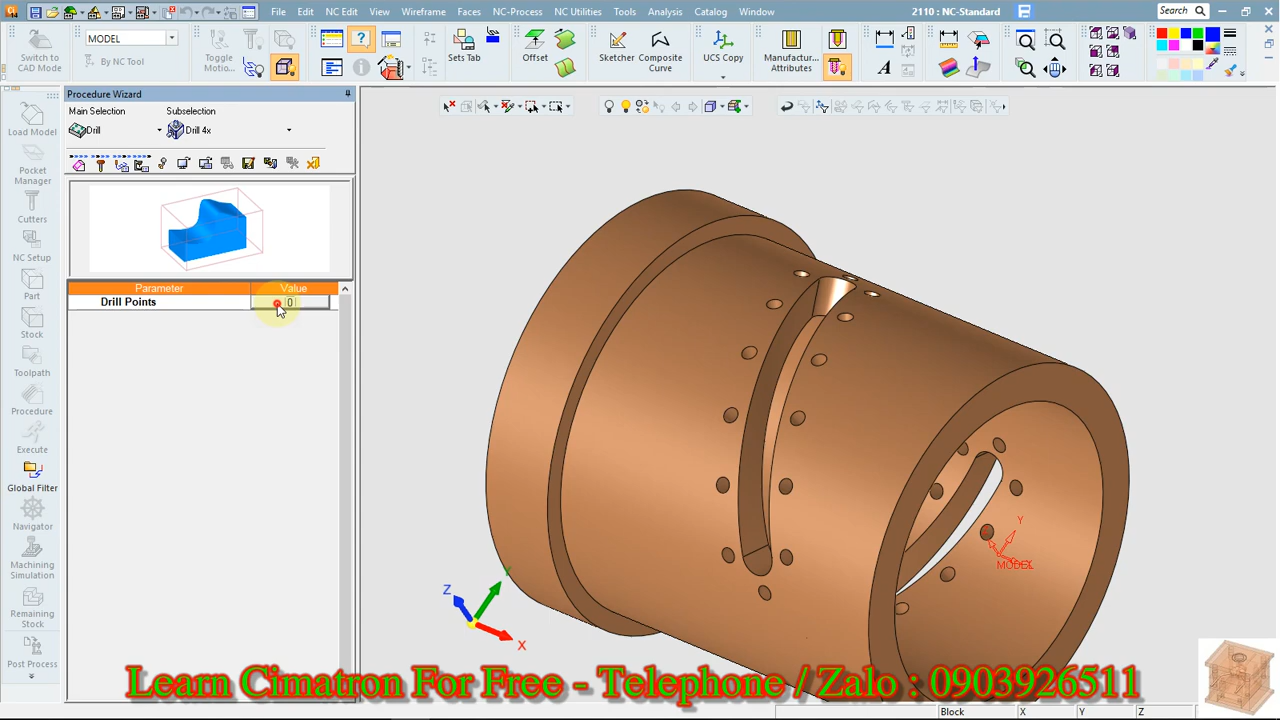 File Edit NC Edit View Wireframe Faces NC-Process NC Utilities Tools Analysis Catalog Window 2110 : NC-Standard Search
Switch to CAD Mode
MODEL
By NC Tool
Toggle Motio...
Sets Tab
Offset
Sketcher
Composite Curve
UCS Copy
Manufactur... Attributes
Procedure Wizard
Main Selection Subselection
Drill Drill 4x
Parameter Value
Drill Points 0
Load Model
Pocket Manager
Cutters
NC Setup
Part
Stock
Toolpath
Procedure
Execute
Global Filter
Navigator
Machining Simulation
Remaining Stock
Post Process
Y
MODEL
Z Y
X
Learn Cimatron For Free - Telephone / Zalo : 0903926511
Block X Y Z